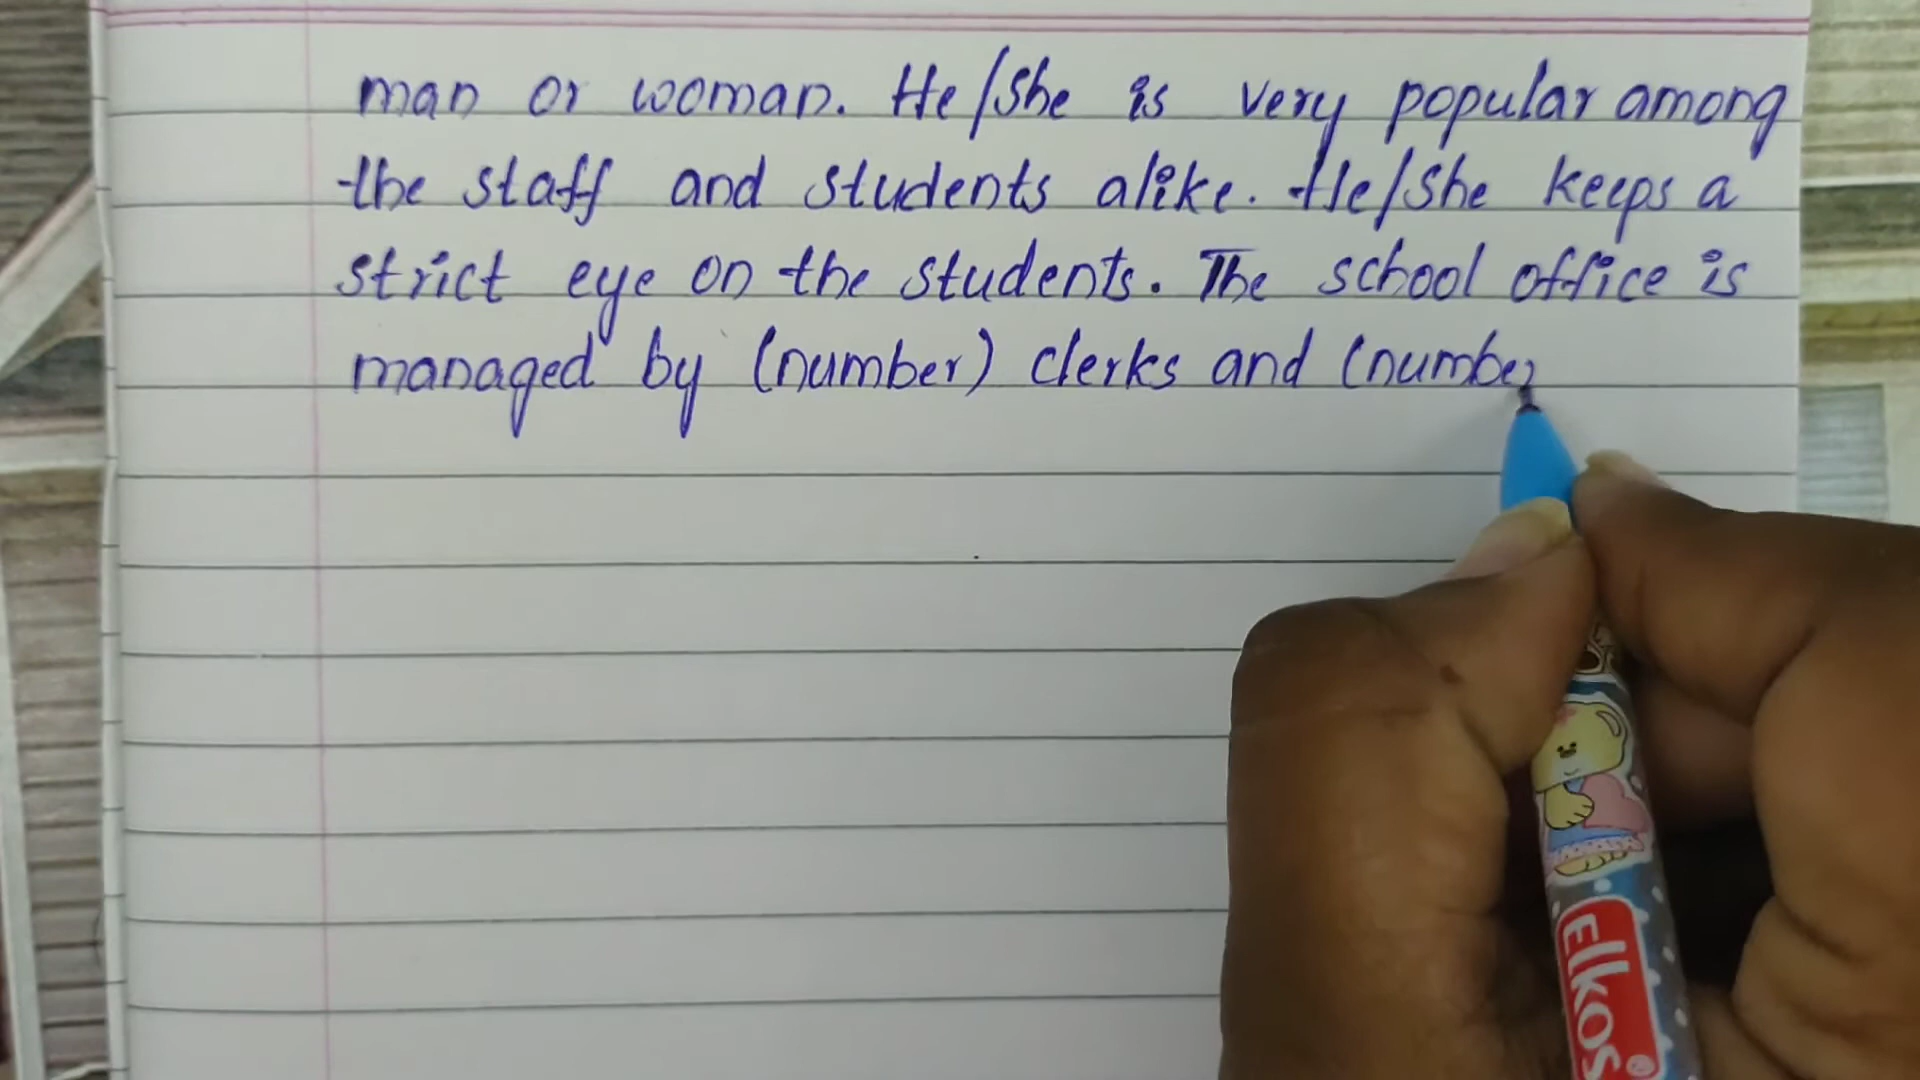 man or woman. He/She is very popular among
the staff and students alike. He/She keeps a
strict eye on the students. The school office is
managed by (number) clerks and (number
Elkos®